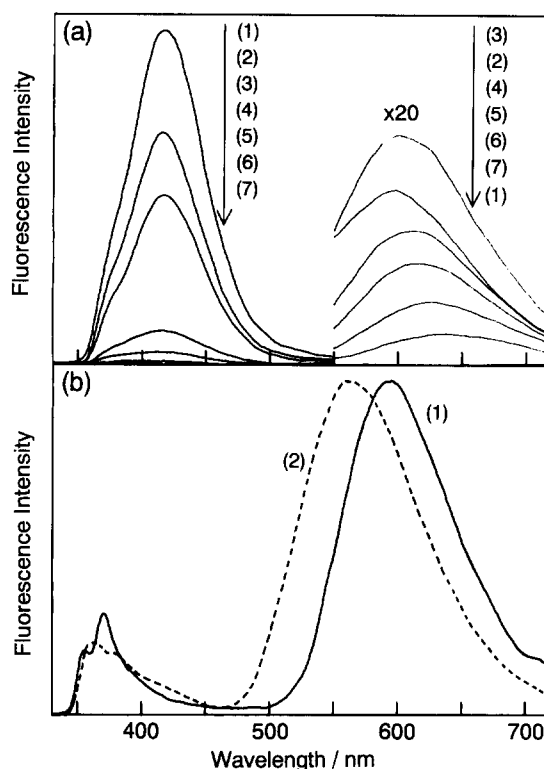 (a)
(1)
(2)
(3)
(4)
(5)
(6)
(7)
x20
(3)
(2)
(4)
(5)
(6)
(7)
(1)
Fluorescence Intensity
(b)
(2)
(1)
Fluorescence Intensity
400 500 600 700
Wavelength / nm